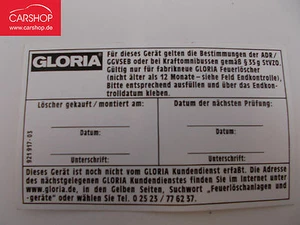 CARSHOP
www.carshop.de
GLORIA
Für dieses Gerät gelten die Bestimmungen der ADR/
GGVSEB oder bei Kraftomnibussen gemäß §35g StVZO.
Gültig nur für Fabrikneue GLORIA Feuerlöscher
(nicht älter als 12 Monate - siehe Feld Endkontrolle).
Bitte entsprechend ausfüllen und über das Endkon-
trolldatum kleben.
Löscher gekauft / montiert am:
Datum der nächsten Prüfung:
Datum:
Datum:
Unterschrift:
Unterschrift:
821917-03
Dieses Gerät ist noch nicht vom GLORIA Kundendienst erfaßt. Die Adresse
des nächstgelegenen GLORIA Kundendienstes finden Sie im Internet unter
www.gloria.de, in den Gelben Seiten, Suchwort „Feuerlöschanlagen und
-geräte" oder wählen Sie Tel. 0 25 25 / 77 62 37.